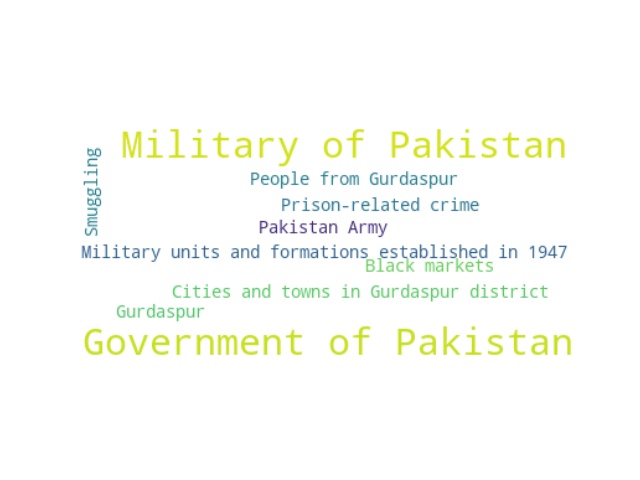 Military of Pakistan
Smuggling
People from Gurdaspur
Prison-related crime
Pakistan Army
Military units and formations established in 1947
Black markets
Cities and towns in Gurdaspur district
Gurdaspur
Government of Pakistan